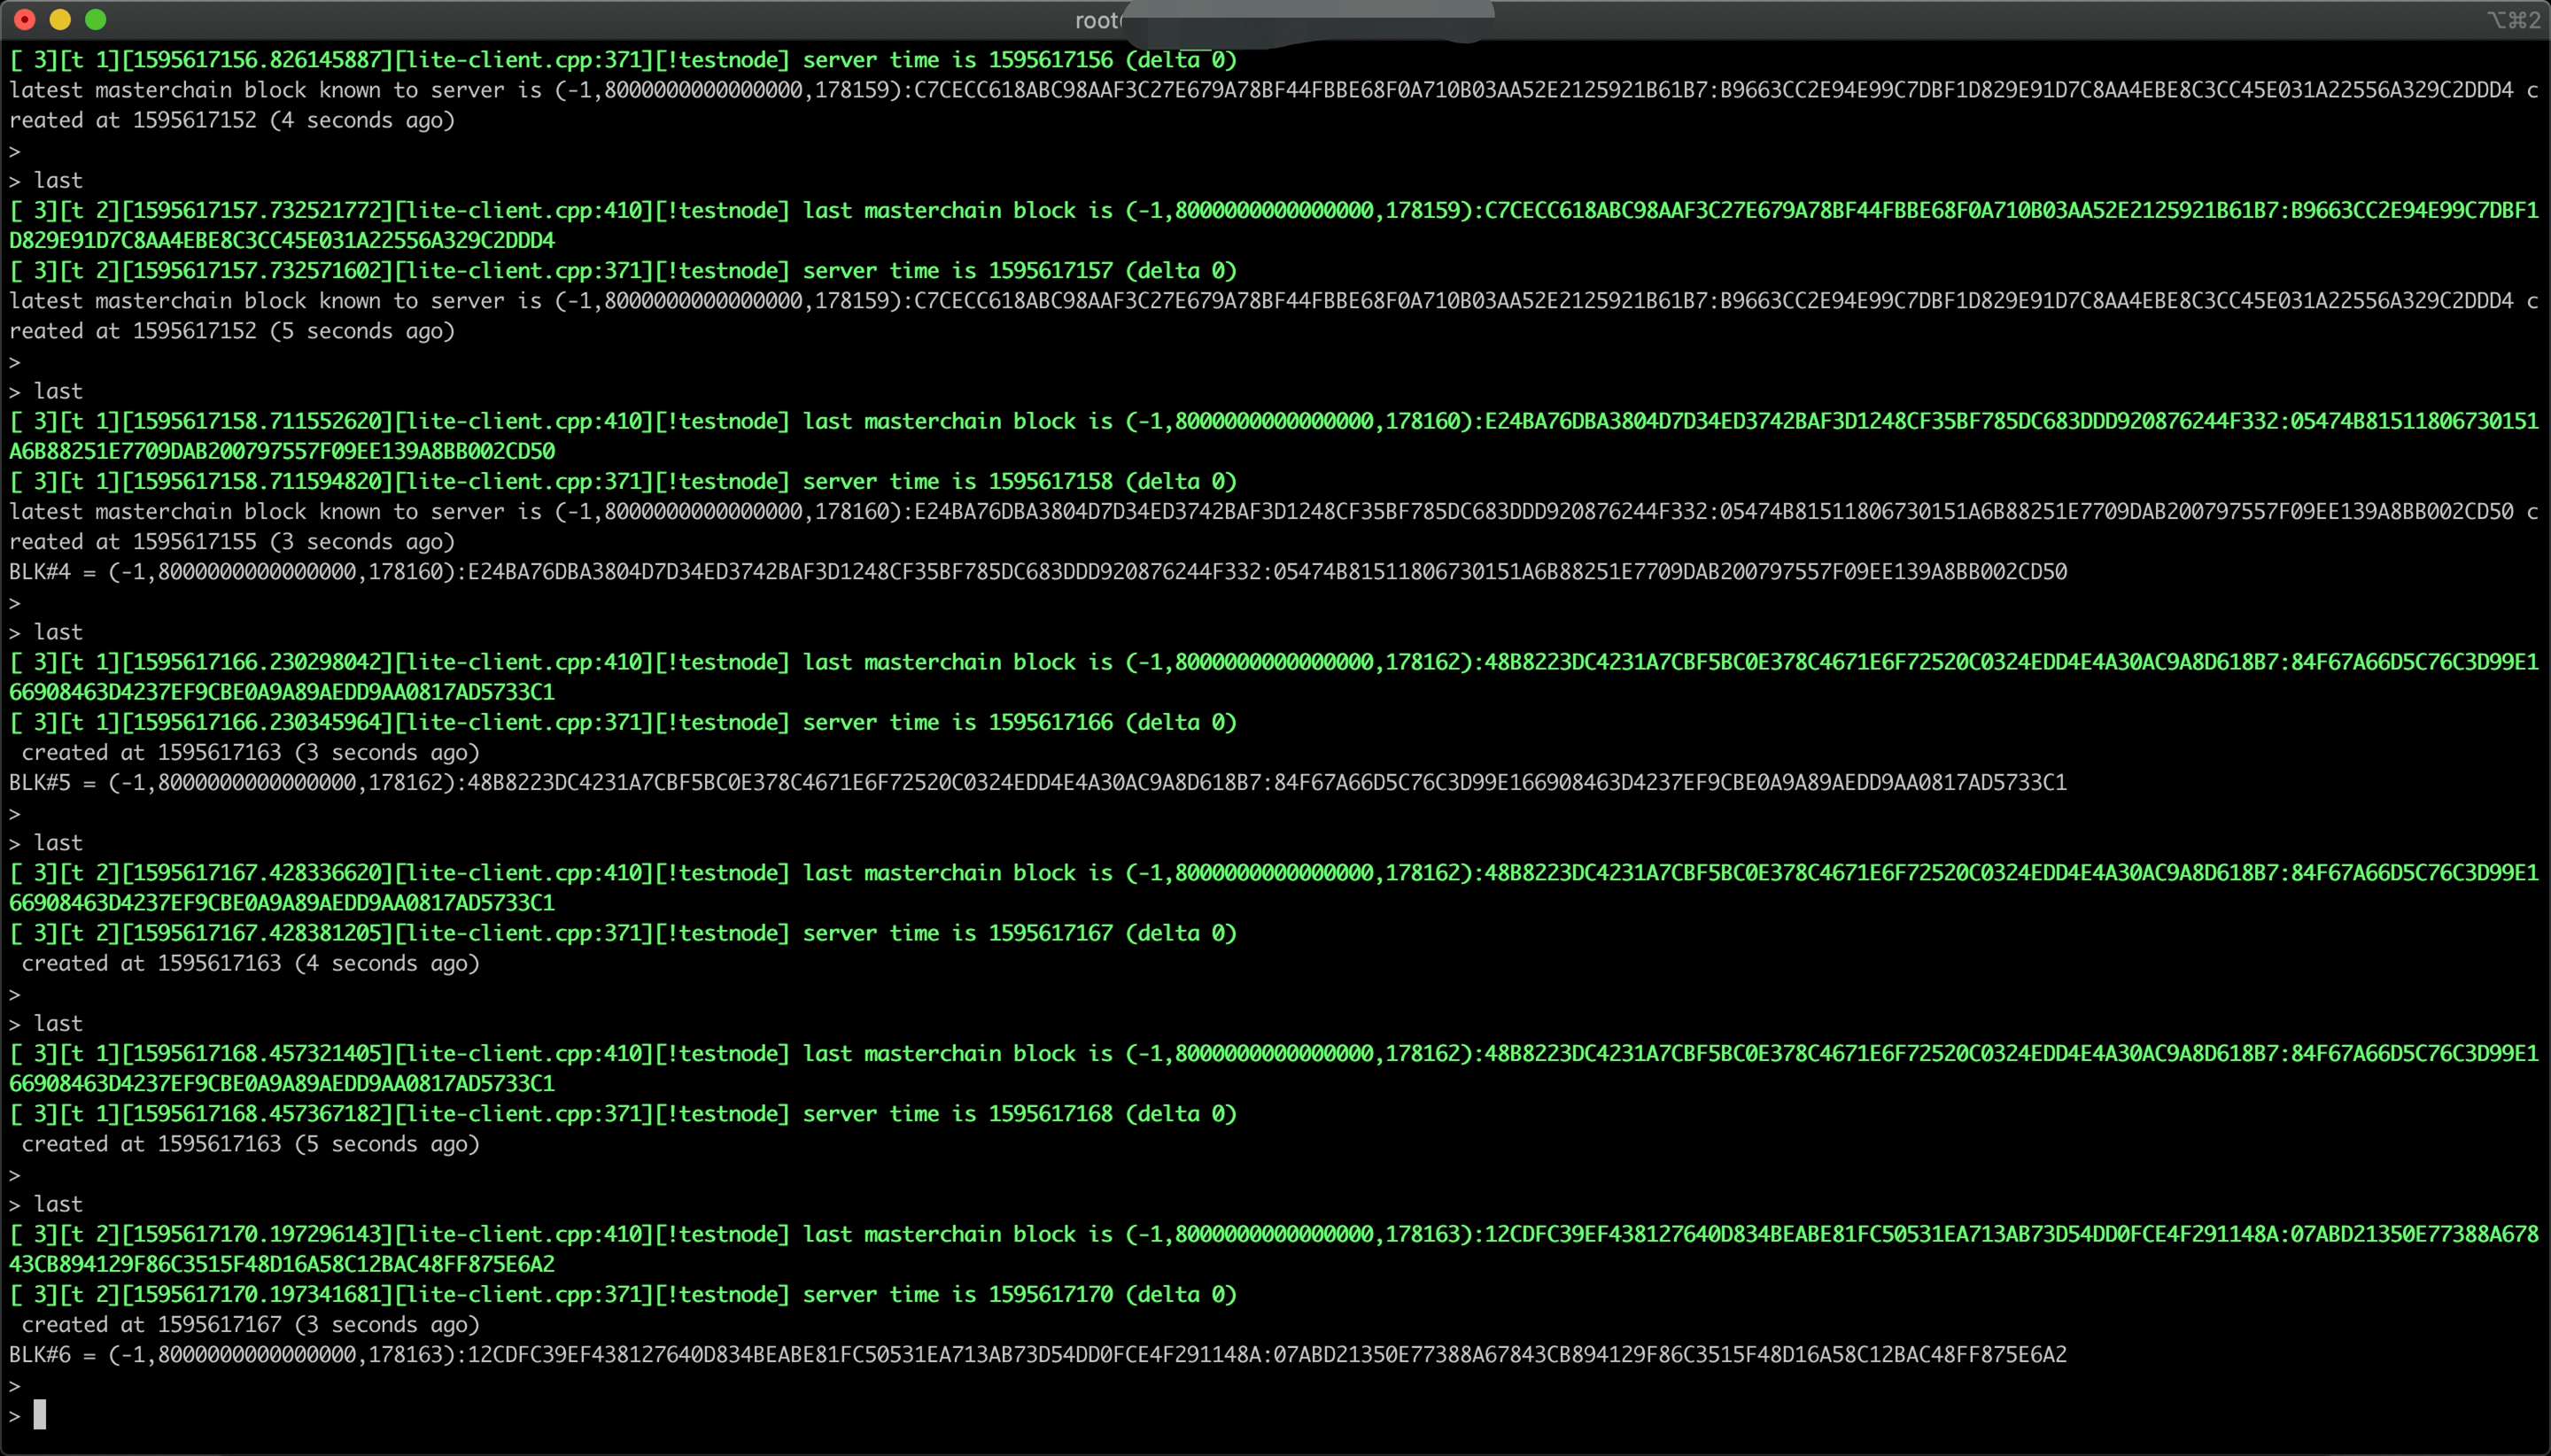 root
⌥⌘2
[ 3][t 1][1595617156.826145887][lite-client.cpp:371][!testnode] server time is 1595617156 (delta 0)
latest masterchain block known to server is (-1,8000000000000000,178159):C7CECC618ABC98AAF3C27E679A78BF44FBBE68F0A710B03AA52E2125921B61B7:B9663CC2E94E99C7DBF1D829E91D7C8AA4EBE8C3CC45E031A22556A329C2DDD4 c
reated at 1595617152 (4 seconds ago)
>
> last
[ 3][t 2][1595617157.732521772][lite-client.cpp:410][!testnode] last masterchain block is (-1,8000000000000000,178159):C7CECC618ABC98AAF3C27E679A78BF44FBBE68F0A710B03AA52E2125921B61B7:B9663CC2E94E99C7DBF1
D829E91D7C8AA4EBE8C3CC45E031A22556A329C2DDD4
[ 3][t 2][1595617157.732571602][lite-client.cpp:371][!testnode] server time is 1595617157 (delta 0)
latest masterchain block known to server is (-1,8000000000000000,178159):C7CECC618ABC98AAF3C27E679A78BF44FBBE68F0A710B03AA52E2125921B61B7:B9663CC2E94E99C7DBF1D829E91D7C8AA4EBE8C3CC45E031A22556A329C2DDD4 c
reated at 1595617152 (5 seconds ago)
>
> last
[ 3][t 1][1595617158.711552620][lite-client.cpp:410][!testnode] last masterchain block is (-1,8000000000000000,178160):E24BA76DBA3804D7D34ED3742BAF3D1248CF35BF785DC683DDD920876244F332:05474B81511806730151
A6B88251E7709DAB200797557F09EE139A8BB002CD50
[ 3][t 1][1595617158.711594820][lite-client.cpp:371][!testnode] server time is 1595617158 (delta 0)
latest masterchain block known to server is (-1,8000000000000000,178160):E24BA76DBA3804D7D34ED3742BAF3D1248CF35BF785DC683DDD920876244F332:05474B81511806730151A6B88251E7709DAB200797557F09EE139A8BB002CD50 c
reated at 1595617155 (3 seconds ago)
BLK#4 = (-1,8000000000000000,178160):E24BA76DBA3804D7D34ED3742BAF3D1248CF35BF785DC683DDD920876244F332:05474B81511806730151A6B88251E7709DAB200797557F09EE139A8BB002CD50
>
> last
[ 3][t 1][1595617166.230298042][lite-client.cpp:410][!testnode] last masterchain block is (-1,8000000000000000,178162):48B8223DC4231A7CBF5BC0E378C4671E6F72520C0324EDD4E4A30AC9A8D618B7:84F67A66D5C76C3D99E1
66908463D4237EF9CBE0A9A89AEDD9AA0817AD5733C1
[ 3][t 1][1595617166.230345964][lite-client.cpp:371][!testnode] server time is 1595617166 (delta 0)
 created at 1595617163 (3 seconds ago)
BLK#5 = (-1,8000000000000000,178162):48B8223DC4231A7CBF5BC0E378C4671E6F72520C0324EDD4E4A30AC9A8D618B7:84F67A66D5C76C3D99E166908463D4237EF9CBE0A9A89AEDD9AA0817AD5733C1
>
> last
[ 3][t 2][1595617167.428336620][lite-client.cpp:410][!testnode] last masterchain block is (-1,8000000000000000,178162):48B8223DC4231A7CBF5BC0E378C4671E6F72520C0324EDD4E4A30AC9A8D618B7:84F67A66D5C76C3D99E1
66908463D4237EF9CBE0A9A89AEDD9AA0817AD5733C1
[ 3][t 2][1595617167.428381205][lite-client.cpp:371][!testnode] server time is 1595617167 (delta 0)
 created at 1595617163 (4 seconds ago)
>
> last
[ 3][t 1][1595617168.457321405][lite-client.cpp:410][!testnode] last masterchain block is (-1,8000000000000000,178162):48B8223DC4231A7CBF5BC0E378C4671E6F72520C0324EDD4E4A30AC9A8D618B7:84F67A66D5C76C3D99E1
66908463D4237EF9CBE0A9A89AEDD9AA0817AD5733C1
[ 3][t 1][1595617168.457367182][lite-client.cpp:371][!testnode] server time is 1595617168 (delta 0)
 created at 1595617163 (5 seconds ago)
>
> last
[ 3][t 2][1595617170.197296143][lite-client.cpp:410][!testnode] last masterchain block is (-1,8000000000000000,178163):12CDFC39EF438127640D834BEABE81FC50531EA713AB73D54DD0FCE4F291148A:07ABD21350E77388A678
43CB894129F86C3515F48D16A58C12BAC48FF875E6A2
[ 3][t 2][1595617170.197341681][lite-client.cpp:371][!testnode] server time is 1595617170 (delta 0)
 created at 1595617167 (3 seconds ago)
BLK#6 = (-1,8000000000000000,178163):12CDFC39EF438127640D834BEABE81FC50531EA713AB73D54DD0FCE4F291148A:07ABD21350E77388A67843CB894129F86C3515F48D16A58C12BAC48FF875E6A2
>
>